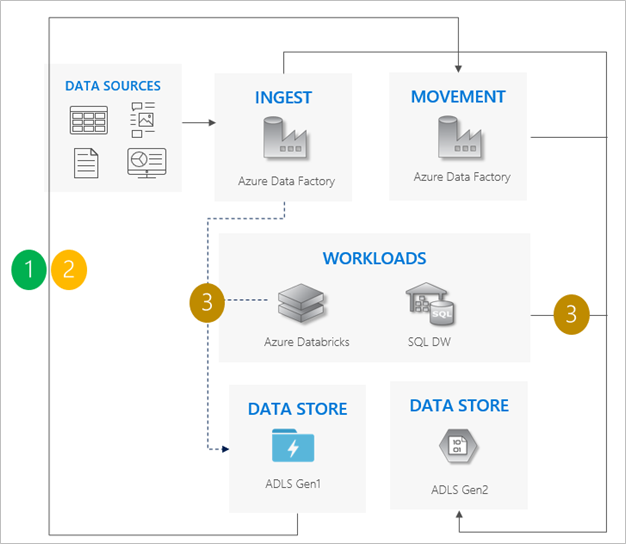 DATA SOURCES
INGEST
Azure Data Factory
MOVEMENT
Azure Data Factory
1
2
WORKLOADS
3
Azure Databricks
SQL
SQL DW
3
DATA STORE
ADLS Gen1
DATA STORE
10
01
ADLS Gen2